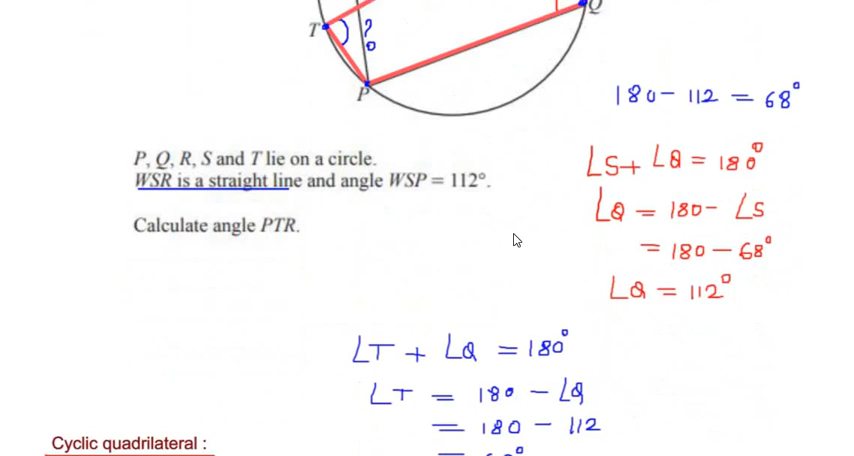 Q
T
?
P
180 - 112 = 68°
P, Q, R, S and T lie on a circle.
WSR is a straight line and angle WSP = 112°.
Calculate angle PTR.
∠S + ∠Q = 180°
∠Q = 180 - ∠S
= 180 - 68°
∠Q = 112°
∠T + ∠Q = 180°
∠T = 180 - ∠Q
= 180 - 112
Cyclic quadrilateral :